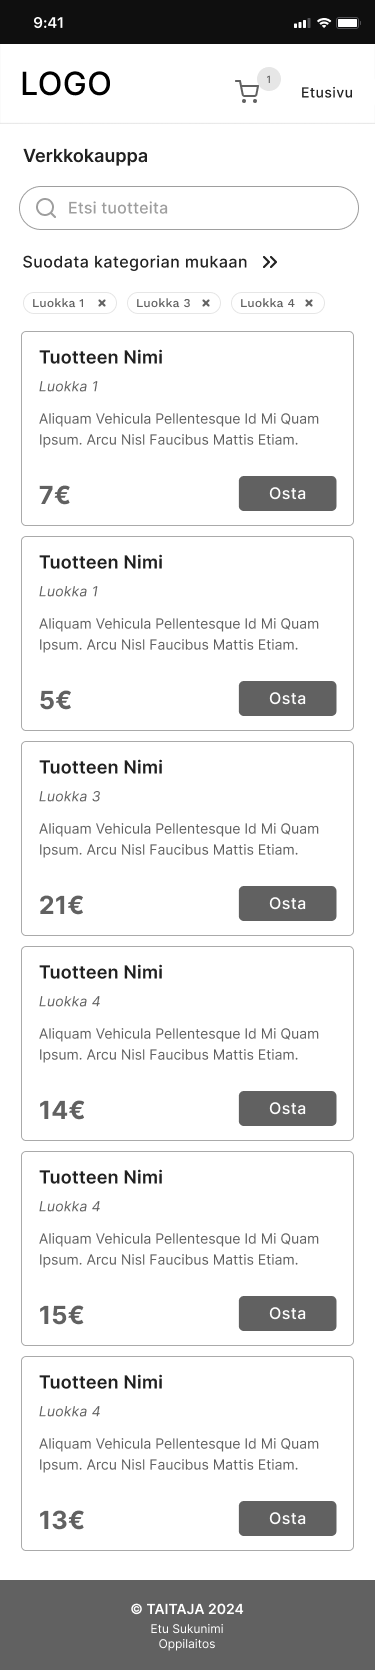 9:41
LOGO
1
Etusivu
Verkkokauppa
Etsi tuotteita
Suodata kategorian mukaan
Luokka 1
Luokka 3
Luokka 4
Tuotteen Nimi
Luokka 1
Aliquam Vehicula Pellentesque Id Mi Quam
Ipsum. Arcu Nisl Faucibus Mattis Etiam.
7€
Osta
Tuotteen Nimi
Luokka 1
Aliquam Vehicula Pellentesque Id Mi Quam
Ipsum. Arcu Nisl Faucibus Mattis Etiam.
5€
Osta
Tuotteen Nimi
Luokka 3
Aliquam Vehicula Pellentesque Id Mi Quam
Ipsum. Arcu Nisl Faucibus Mattis Etiam.
21€
Osta
Tuotteen Nimi
Luokka 4
Aliquam Vehicula Pellentesque Id Mi Quam
Ipsum. Arcu Nisl Faucibus Mattis Etiam.
14€
Osta
Tuotteen Nimi
Luokka 4
Aliquam Vehicula Pellentesque Id Mi Quam
Ipsum. Arcu Nisl Faucibus Mattis Etiam.
15€
Osta
Tuotteen Nimi
Luokka 4
Aliquam Vehicula Pellentesque Id Mi Quam
Ipsum. Arcu Nisl Faucibus Mattis Etiam.
13€
Osta
© TAITAJA 2024
Etu Sukunimi
Oppilaitos